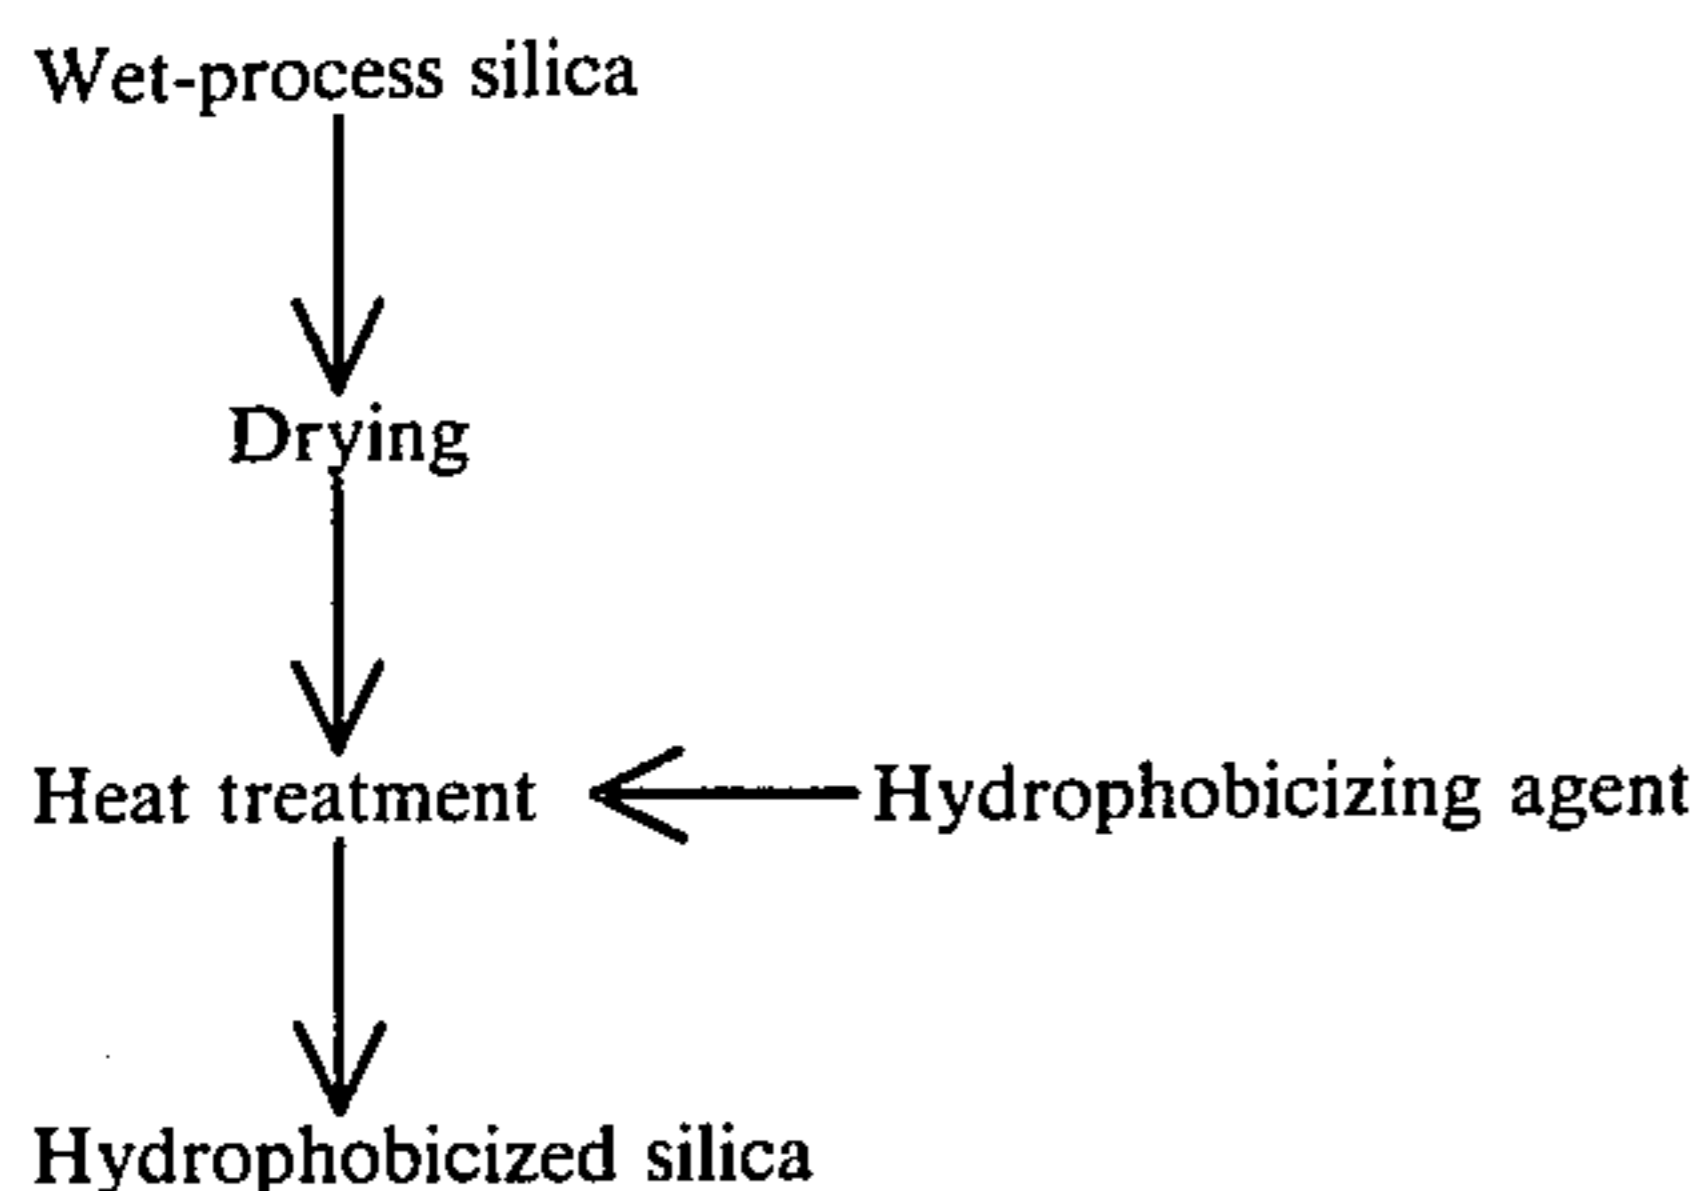 Wet-process silica
Drying
Heat treatment
Hydrophobicizing agent
Hydrophobicized silica